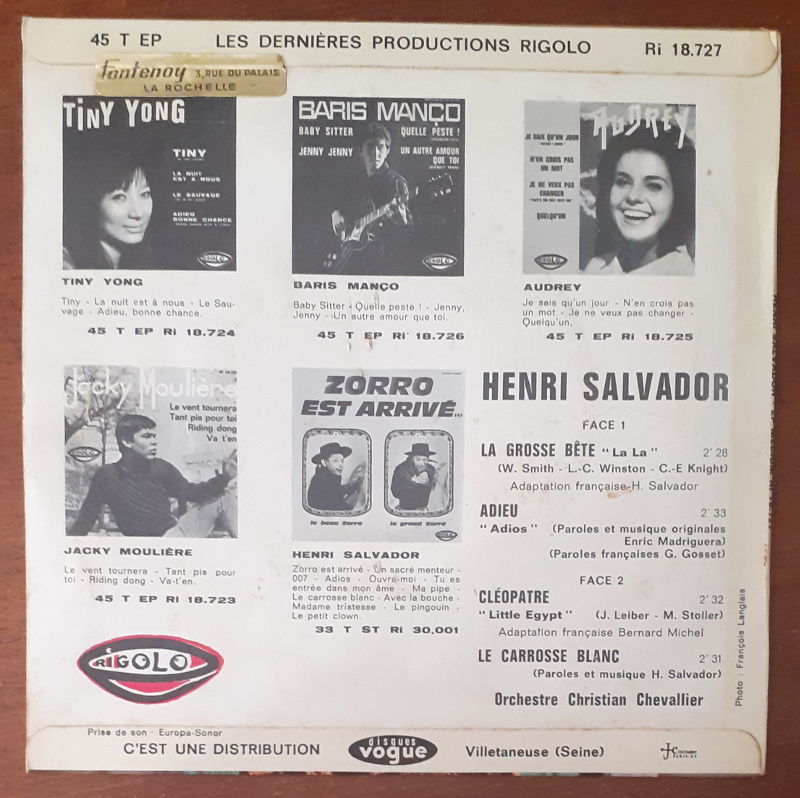 45 T EP LES DERNIÈRES PRODUCTIONS RIGOLO Ri 18.727
Fontenoy 3, RUE DU PALAIS
LA ROCHELLE
TiNY YONG
TINY
LA NUIT
EST A NOUS
LE SAUVAGE
ADIEU
BONNE CHANCE
RIGOLO
TINY YONG
Tiny - La nuit est à nous - Le Sau-
vage - Adieu, bonne chance.
45 T EP Ri 18.724
BARIS MANÇO
BABY SITTER QUELLE PESTE !
JENNY JENNY UN AUTRE AMOUR
QUE TOI
RIGOLO
BARIS MANÇO
Baby Sitter - Quelle peste ! - Jenny,
Jenny - Un autre amour que toi.
45 T EP Ri 18.726
AUDREY
JE SAIS QU'UN JOUR
N'EN CROIS PAS
UN MOT
JE NE VEUX PAS
CHANGER
QUELQU'UN
RIGOLO
AUDREY
Je sais qu'un jour - N'en crois pas
un mot - Je ne veux pas changer -
Quelqu'un.
45 T EP Ri 18.725
Jacky Moulière
Le vent tournera
Tant pis pour toi
Riding dong
Va t'en
RIGOLO
JACKY MOULIÈRE
Le vent tournera - Tant pis pour
toi - Riding dong - Va-t'en.
45 T EP Ri 18.723
ZORRO
EST ARRIVÉ...
le beau Zorro le grand Zorro
HENRI SALVADOR
Zorro est arrivé - Un sacré menteur -
007 - Adios - Ouvre-moi - Tu es
entrée dans mon âme - Ma pipe -
Le carrosse blanc - Avec la bouche -
Madame tristesse - Le pingouin -
Le petit clown.
33 T ST Ri 30.001
HENRI SALVADOR
FACE 1
LA GROSSE BÊTE "La La" 2' 28
(W. Smith - L.-C. Winston - C.-E Knight)
Adaptation française H. Salvador
ADIEU 2' 33
"Adios" (Paroles et musique originales
Enric Madriguera)
(Paroles françaises G. Gosset)
FACE 2
CLÉOPATRE 2' 32
"Little Egypt" (J. Leiber - M. Stoller)
Adaptation française Bernard Michel
LE CARROSSE BLANC 2' 31
(Paroles et musique H. Salvador)
Orchestre Christian Chevallier
Photo : François Langlais
RIGOLO
Prise de son - Europa-Sonor
C'EST UNE DISTRIBUTION disques vogue Villetaneuse (Seine)